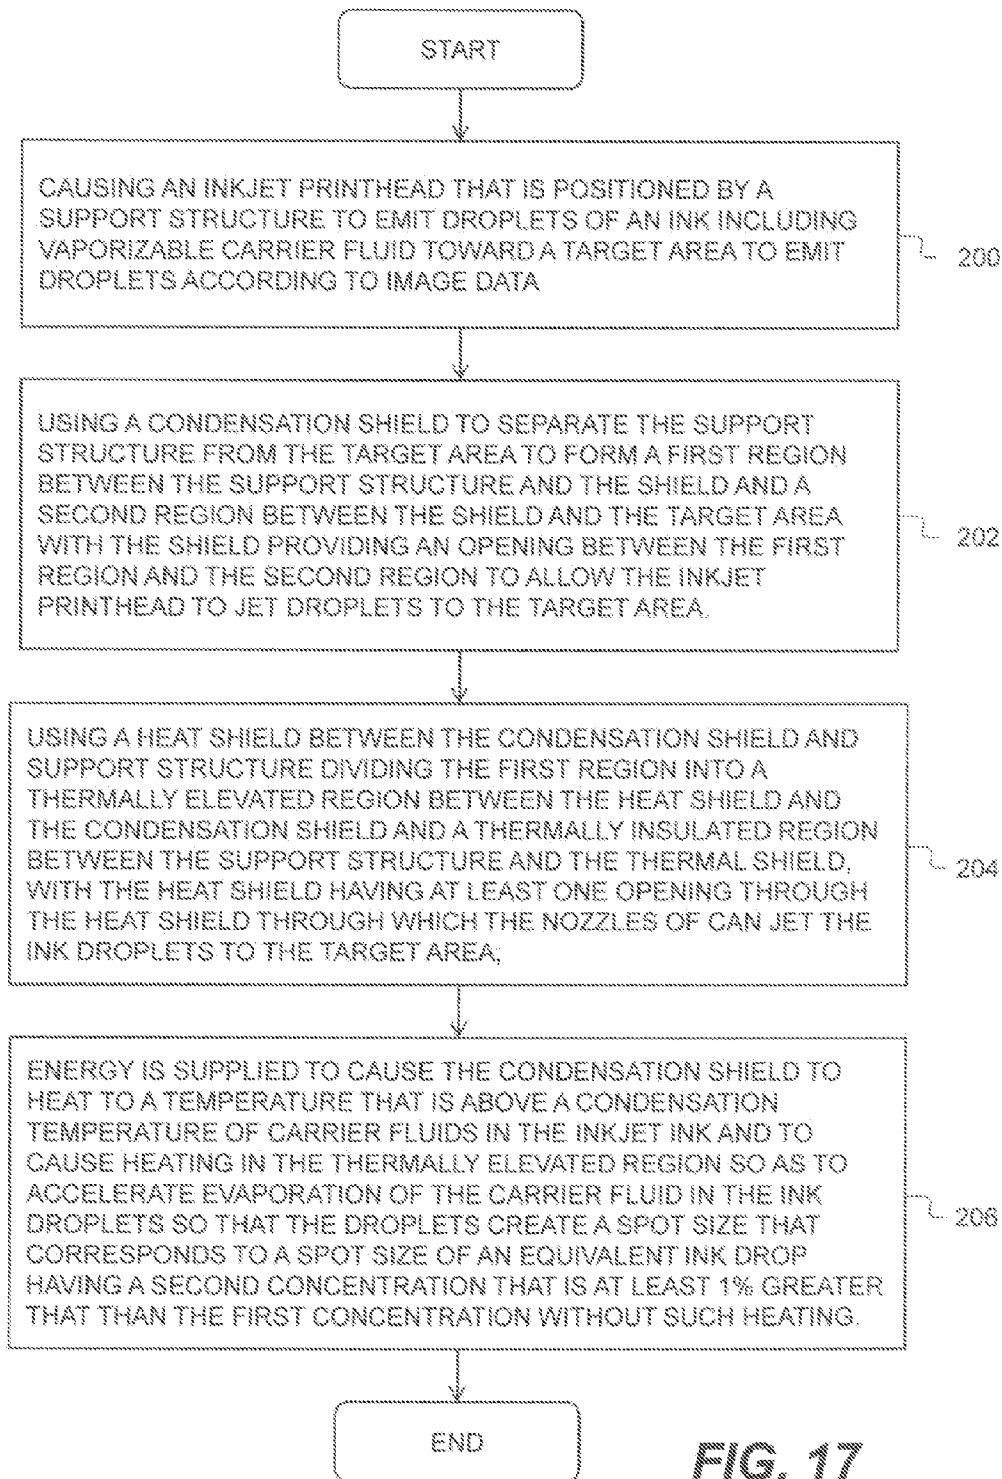 START
CAUSING AN INKJET PRINTHEAD THAT IS POSITIONED BY A
SUPPORT STRUCTURE TO EMIT DROPLETS OF AN INK INCLUDING
VAPORIZABLE CARRIER FLUID TOWARD A TARGET AREA TO EMIT
DROPLETS ACCORDING TO IMAGE DATA
200
USING A CONDENSATION SHIELD TO SEPARATE THE SUPPORT
STRUCTURE FROM THE TARGET AREA TO FORM A FIRST REGION
BETWEEN THE SUPPORT STRUCTURE AND THE SHIELD AND A
SECOND REGION BETWEEN THE SHIELD AND THE TARGET AREA
WITH THE SHIELD PROVIDING AN OPENING BETWEEN THE FIRST
REGION AND THE SECOND REGION TO ALLOW THE INKJET
PRINTHEAD TO JET DROPLETS TO THE TARGET AREA.
202
USING A HEAT SHIELD BETWEEN THE CONDENSATION SHIELD AND
SUPPORT STRUCTURE DIVIDING THE FIRST REGION INTO A
THERMALLY ELEVATED REGION BETWEEN THE HEAT SHIELD AND
THE CONDENSATION SHIELD AND A THERMALLY INSULATED REGION
BETWEEN THE SUPPORT STRUCTURE AND THE THERMAL SHIELD,
WITH THE HEAT SHIELD HAVING AT LEAST ONE OPENING THROUGH
THE HEAT SHIELD THROUGH WHICH THE NOZZLES OF CAN JET THE
INK DROPLETS TO THE TARGET AREA;
204
ENERGY IS SUPPLIED TO CAUSE THE CONDENSATION SHIELD TO
HEAT TO A TEMPERATURE THAT IS ABOVE A CONDENSATION
TEMPERATURE OF CARRIER FLUIDS IN THE INKJET INK AND TO
CAUSE HEATING IN THE THERMALLY ELEVATED REGION SO AS TO
ACCELERATE EVAPORATION OF THE CARRIER FLUID IN THE INK
DROPLETS SO THAT THE DROPLETS CREATE A SPOT SIZE THAT
CORRESPONDS TO A SPOT SIZE OF AN EQUIVALENT INK DROP
HAVING A SECOND CONCENTRATION THAT IS AT LEAST 1% GREATER
THAT THAN THE FIRST CONCENTRATION WITHOUT SUCH HEATING.
206
END
FIG. 17